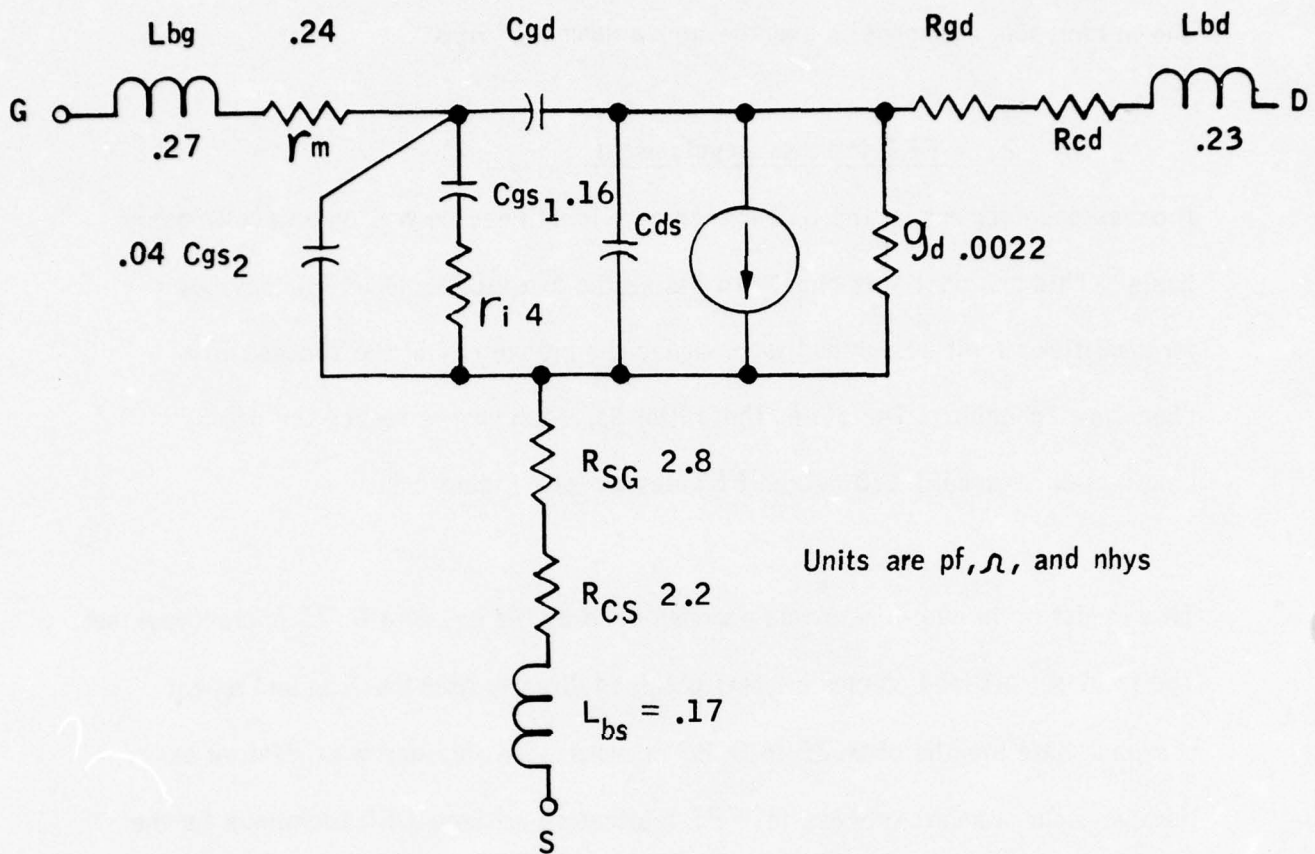 Lbg .24 Cgd Rgd Lbd
G D
.27 rm Rcd .23
Cgs1 .16
Cds
.04 Cgs2 gd .0022
ri 4
RSG 2.8
Units are pf, Ω, and nhys
RCS 2.2
Lbs = .17
S